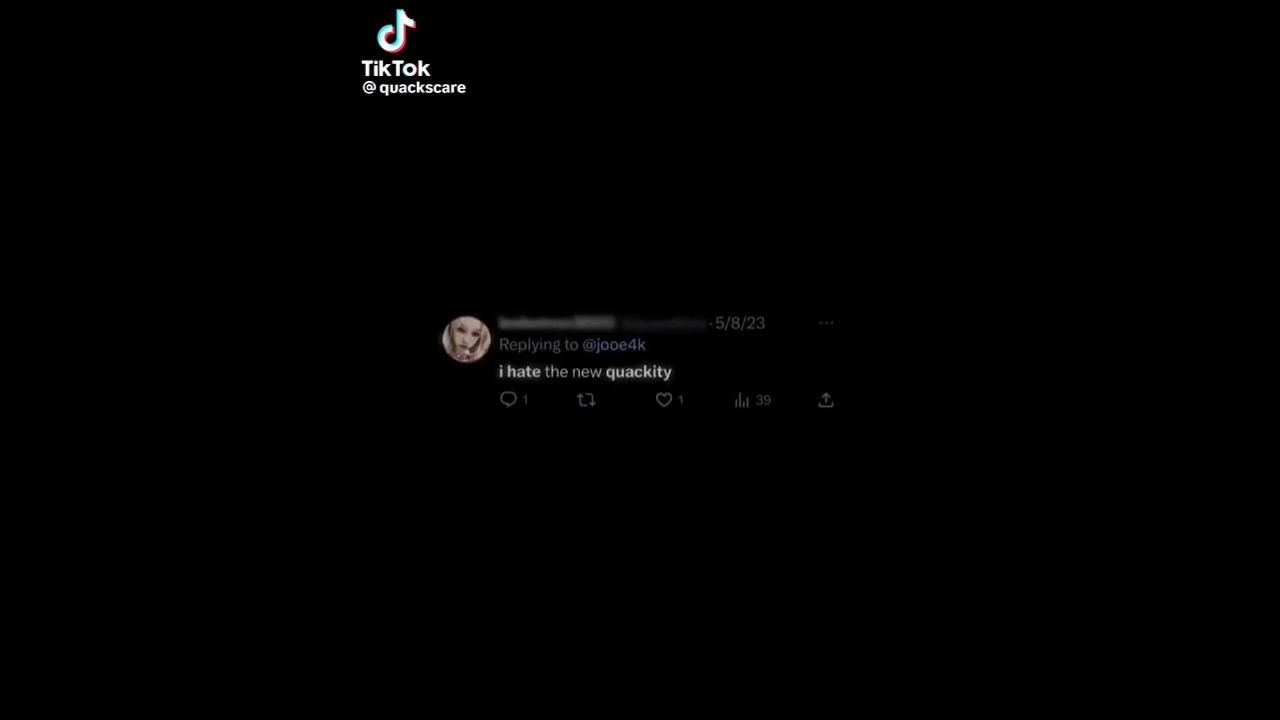 TikTok
@quackscare
·5/8/23
Replying to @jooe4k
i hate the new quackity
1 1 39